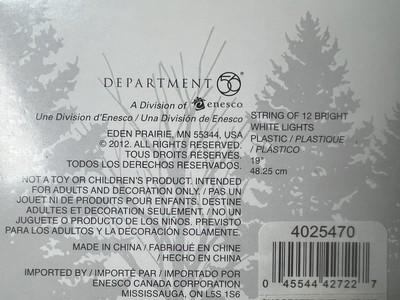 DEPARTMENT 56®
A Division of enesco
Une Division d'Enesco / Una División de Enesco
EDEN PRAIRIE, MN 55344, USA
© 2012. ALL RIGHTS RESERVED.
TOUS DROITS RÉSERVÉS.
TODOS LOS DERECHOS RESERVADOS.
NOT A TOY OR CHILDREN'S PRODUCT. INTENDED
FOR ADULTS AND DECORATION ONLY. / PAS UN
JOUET NI DE PRODUITS POUR ENFANTS. DESTINE
ADULTES ET DECORATION SEULEMENT. / NO UN
JUGUETE O PRODUCTO DE LOS NIÑOS. PREVISTO
PARA LOS ADULTOS Y LA DECORACIÓN SOLAMENTE.
MADE IN CHINA / FABRIQUÉ EN CHINE
/ HECHO EN CHINA
IMPORTED BY / IMPORTÉ PAR / IMPORTADO POR
ENESCO CANADA CORPORATION
MISSISSAUGA, ON L5S 1S6
STRING OF 12 BRIGHT
WHITE LIGHTS
PLASTIC / PLASTIQUE
/ PLÁSTICO
19"
48.25 cm
4025470
0 45544 42722 7